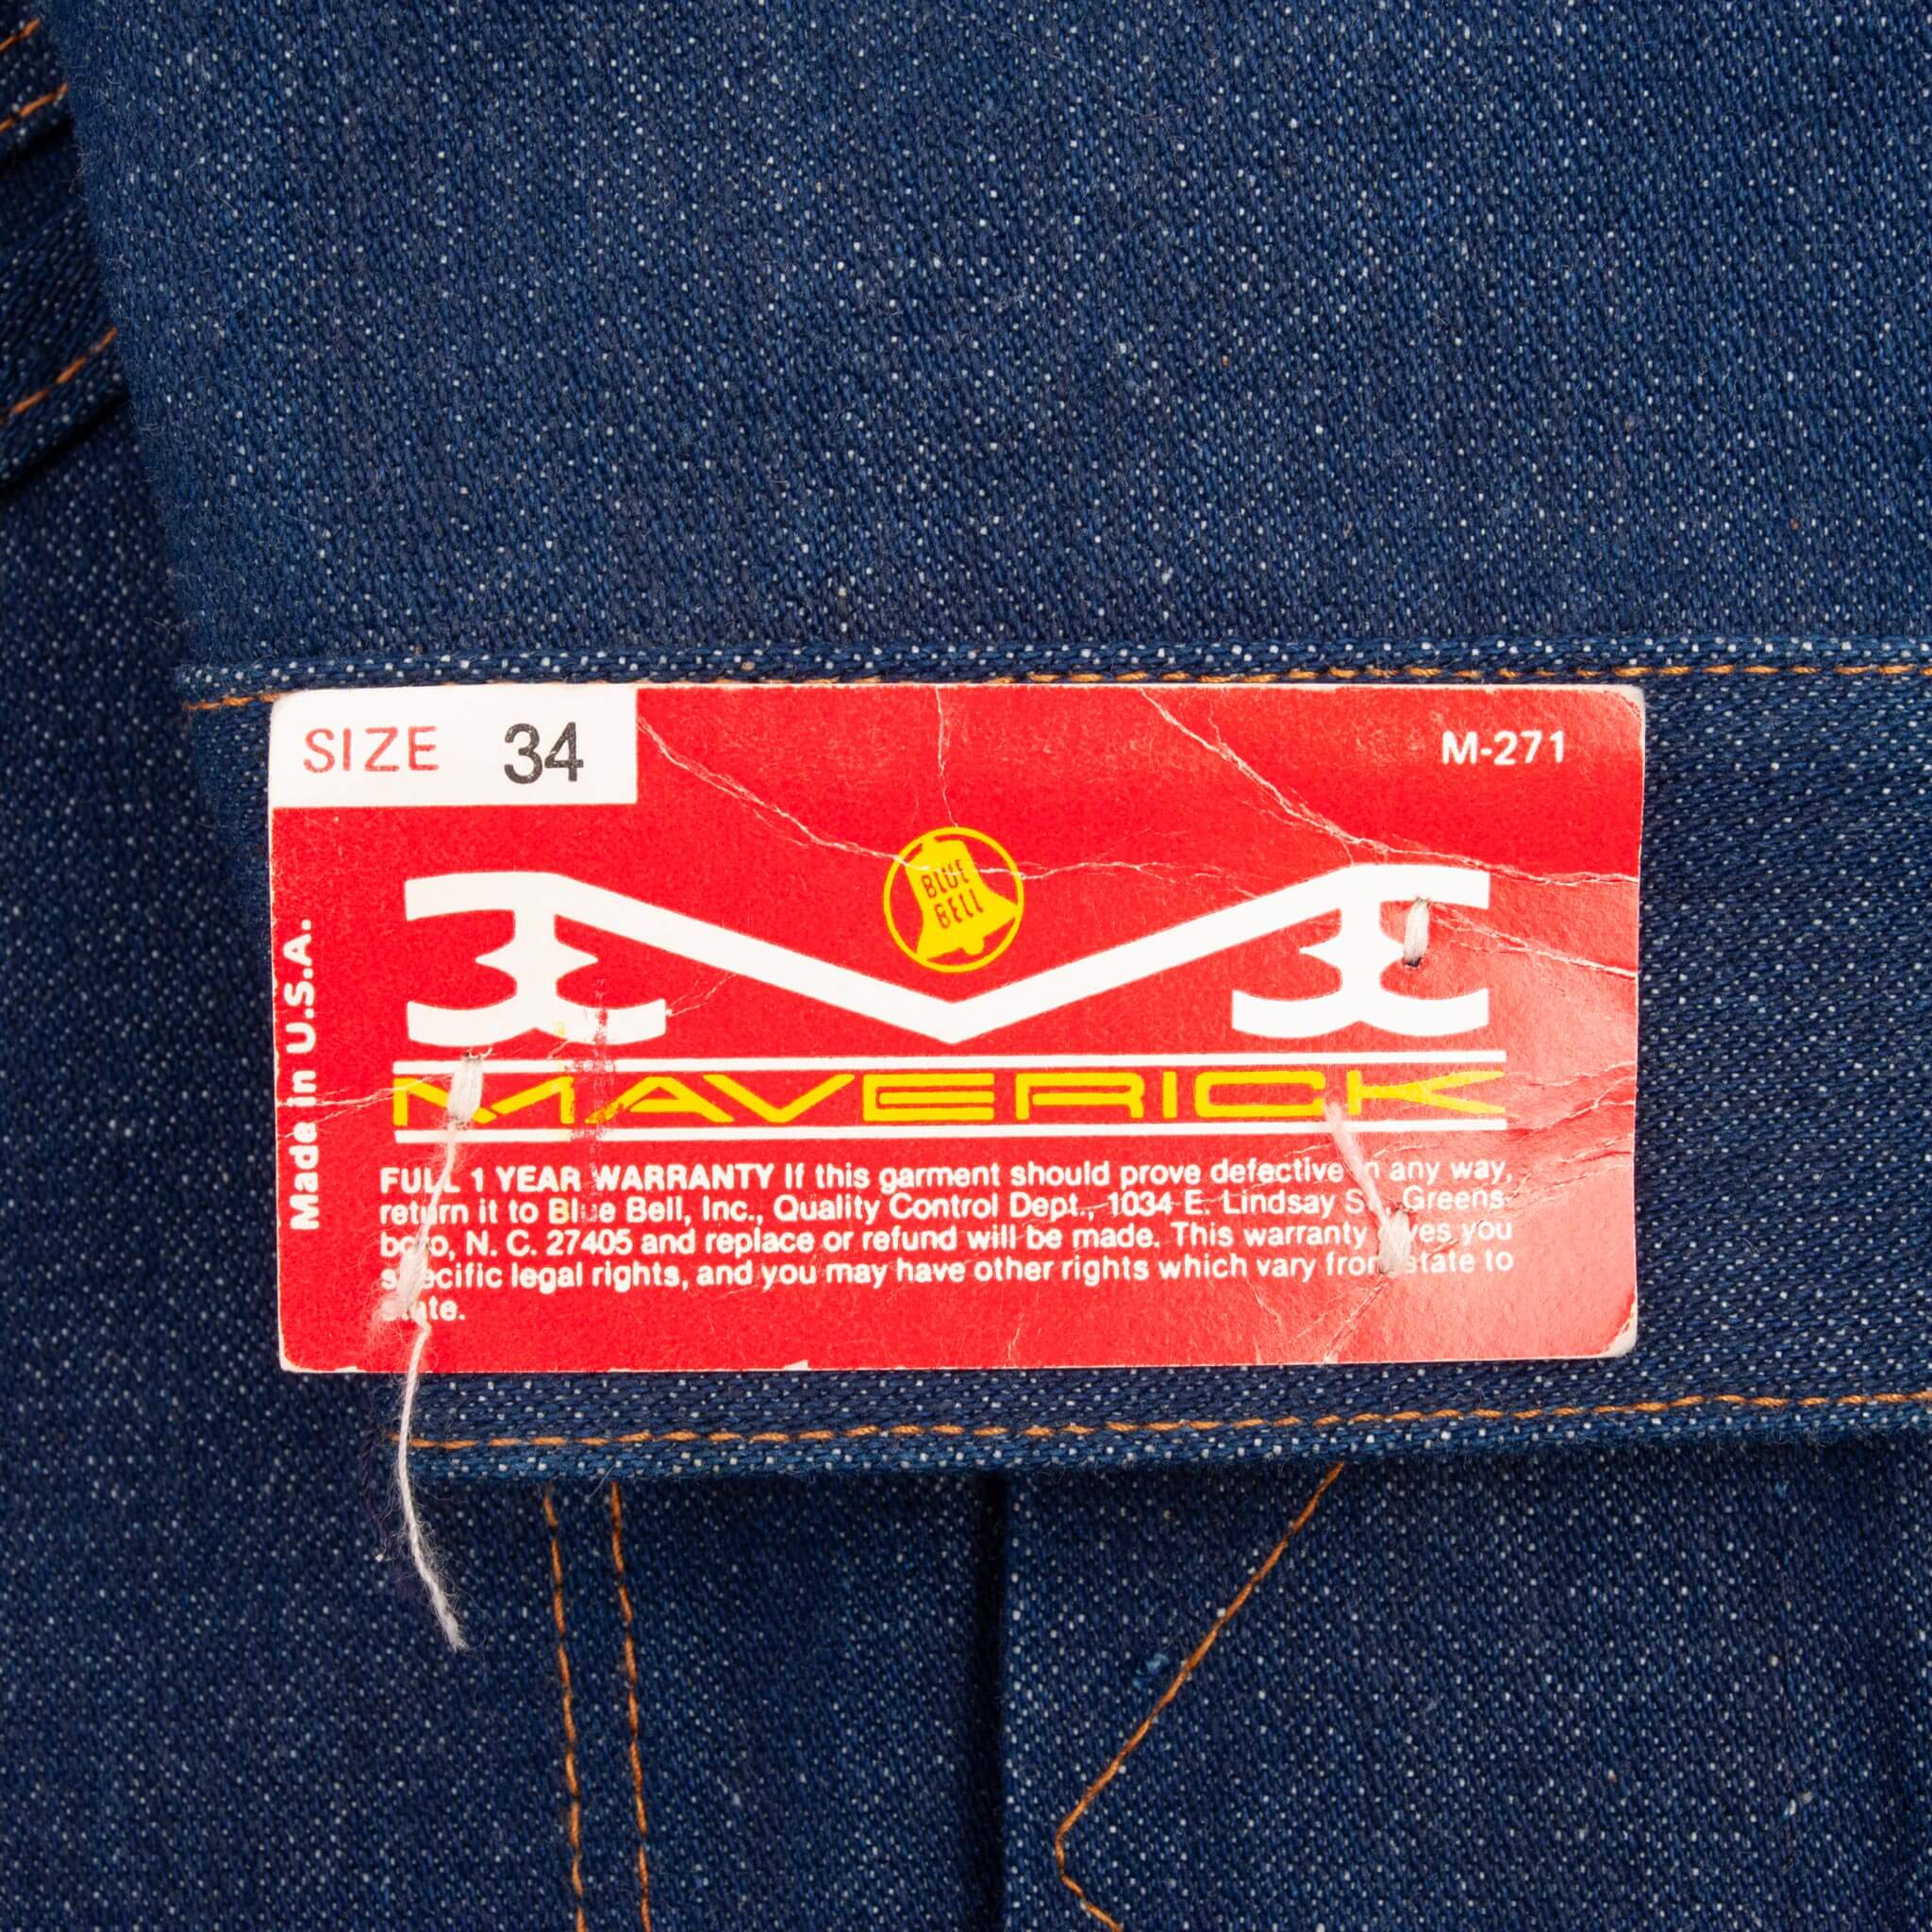 SIZE 34
M-271
BLUE
BELL
Made in U.S.A.
MAVERICK
FULL 1 YEAR WARRANTY If this garment should prove defective in any way,
return it to Blue Bell, Inc., Quality Control Dept., 1034 E. Lindsay St., Greens-
boro, N. C. 27405 and replace or refund will be made. This warranty gives you
specific legal rights, and you may have other rights which vary from state to
state.